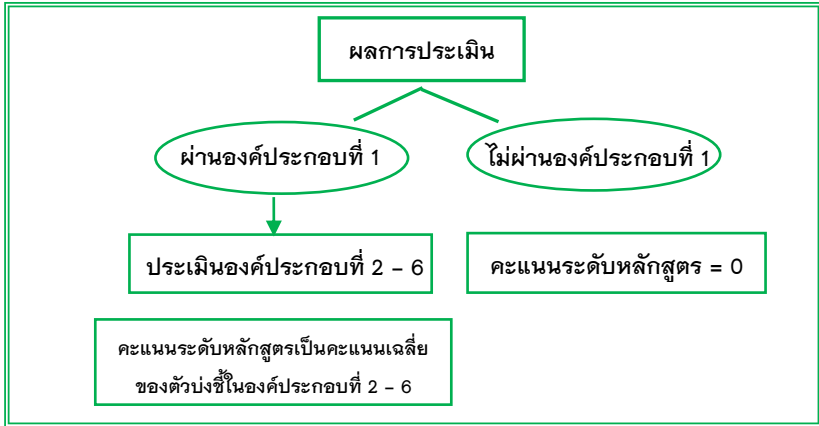 ผลการประเมิน
ผ่านองค์ประกอบที่ 1
ไม่ผ่านองค์ประกอบที่ 1
ประเมินองค์ประกอบที่ 2 – 6
คะแนนระดับหลักสูตร = 0
คะแนนระดับหลักสูตรเป็นคะแนนเฉลี่ย
ของตัวบ่งชี้ในองค์ประกอบที่ 2 – 6